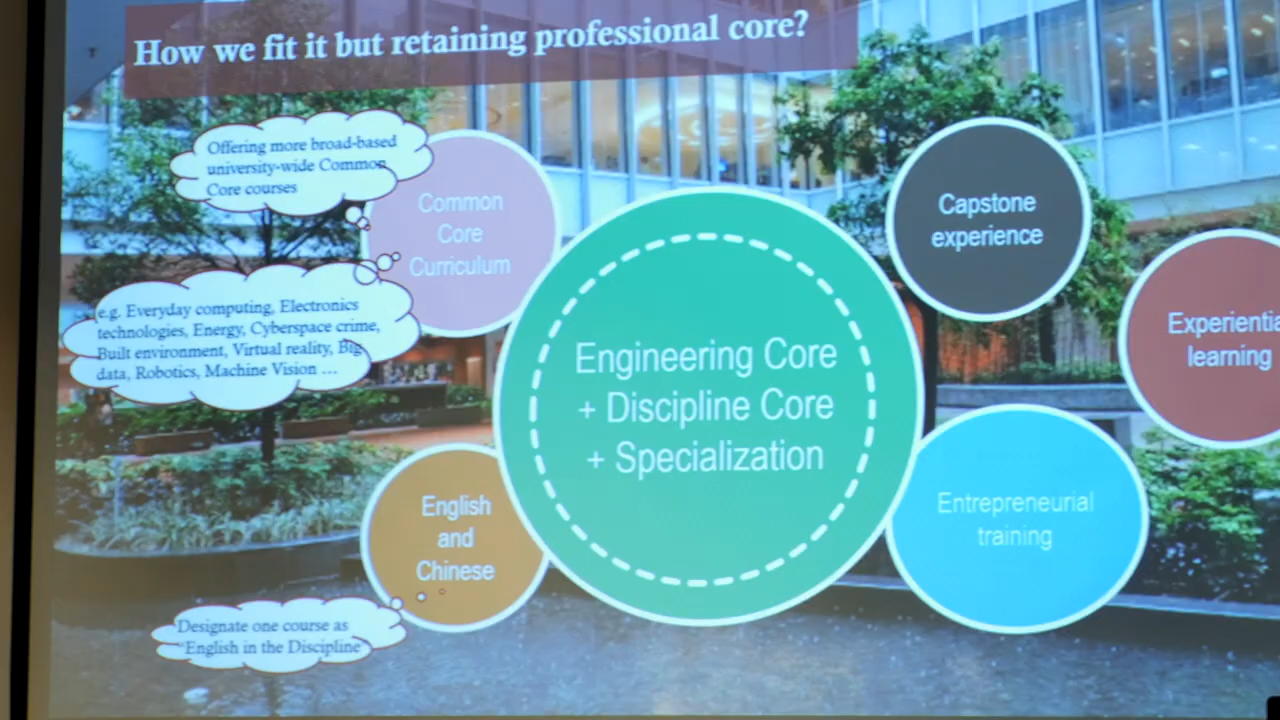 How we fit it but retaining professional core?
Offering more broad-based
university-wide Common
Core courses
Common
Core
Curriculum
e.g. Everyday computing, Electronics
technologies, Energy, Cyberspace crime,
Built environment, Virtual reality, Big
data, Robotics, Machine Vision ...
Engineering Core
+ Discipline Core
+ Specialization
Capstone
experience
Experientia
learning
English
and
Chinese
Entrepreneurial
training
Designate one course as
"English in the Discipline"